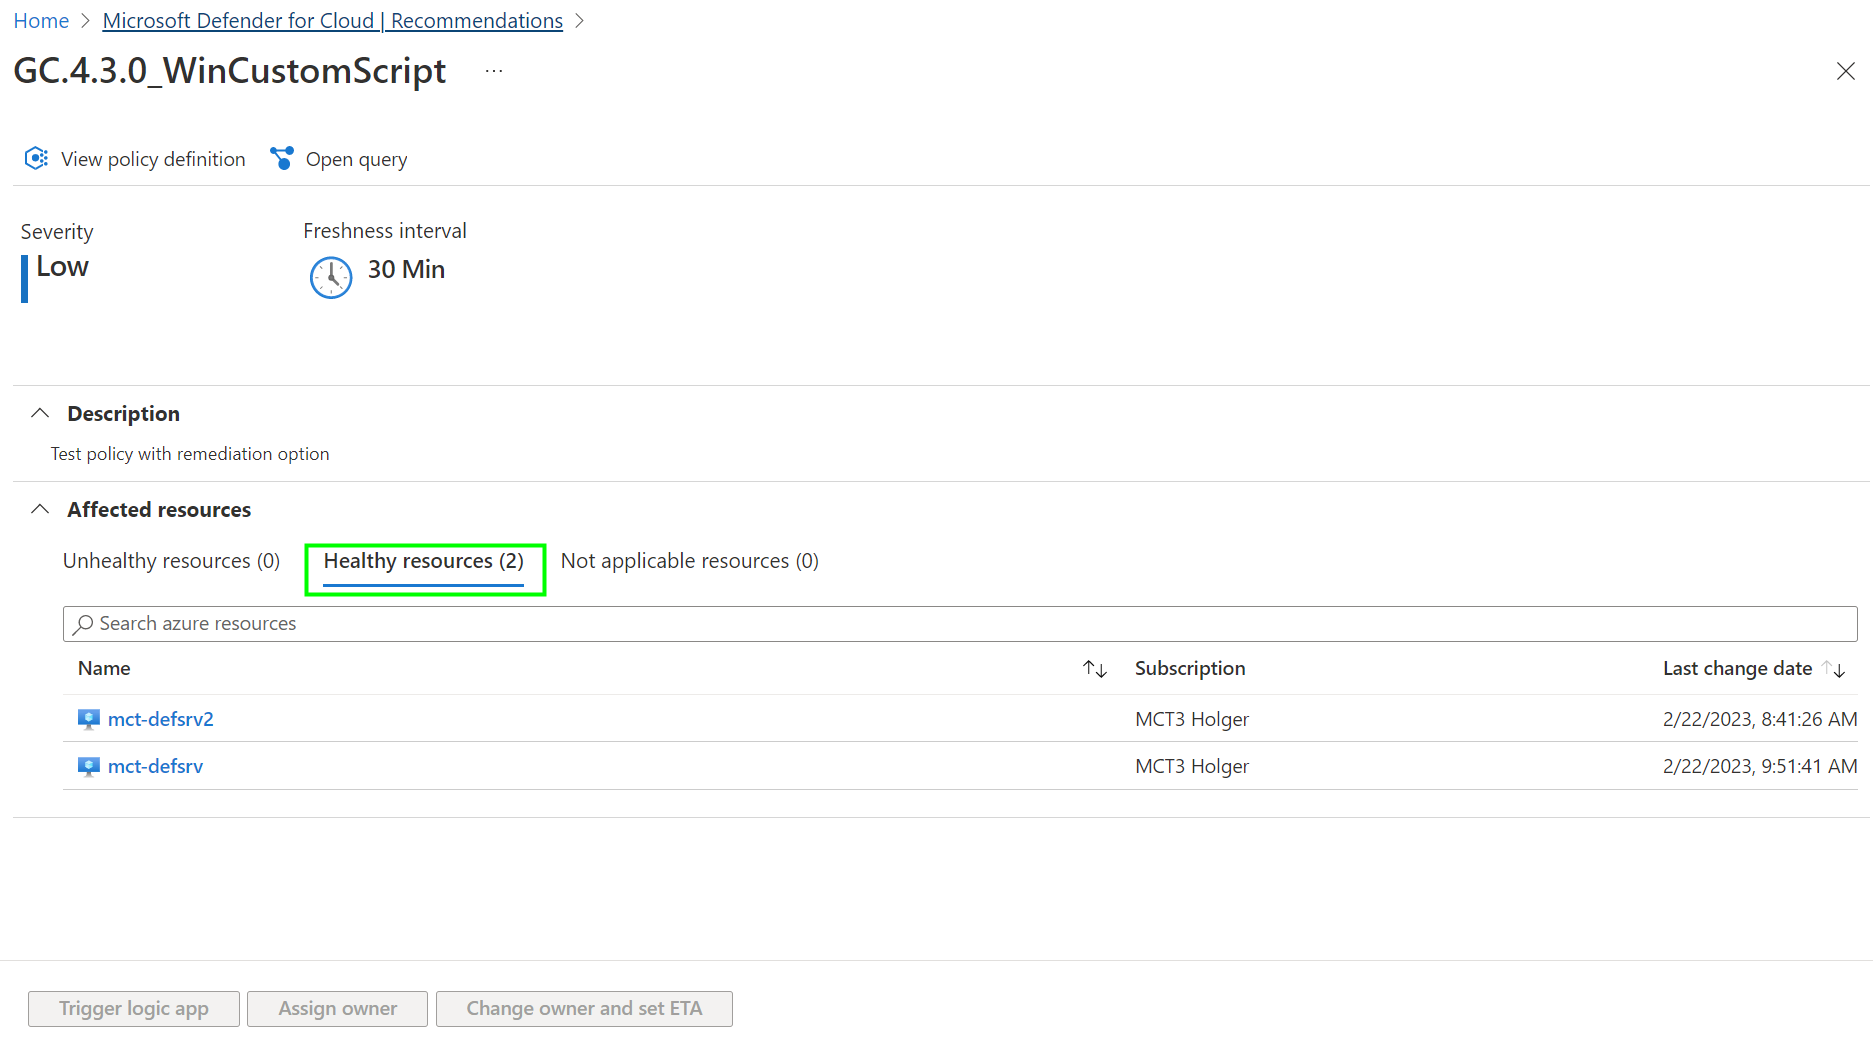 Home > Microsoft Defender for Cloud | Recommendations >
GC.4.3.0_WinCustomScript ...
View policy definition Open query
Severity Freshness interval
Low 30 Min
Description
Test policy with remediation option
Affected resources
Unhealthy resources (0) Healthy resources (2) Not applicable resources (0)
Search azure resources
Name Subscription Last change date
mct-defsrv2 MCT3 Holger 2/22/2023, 8:41:26 AM
mct-defsrv MCT3 Holger 2/22/2023, 9:51:41 AM
Trigger logic app Assign owner Change owner and set ETA